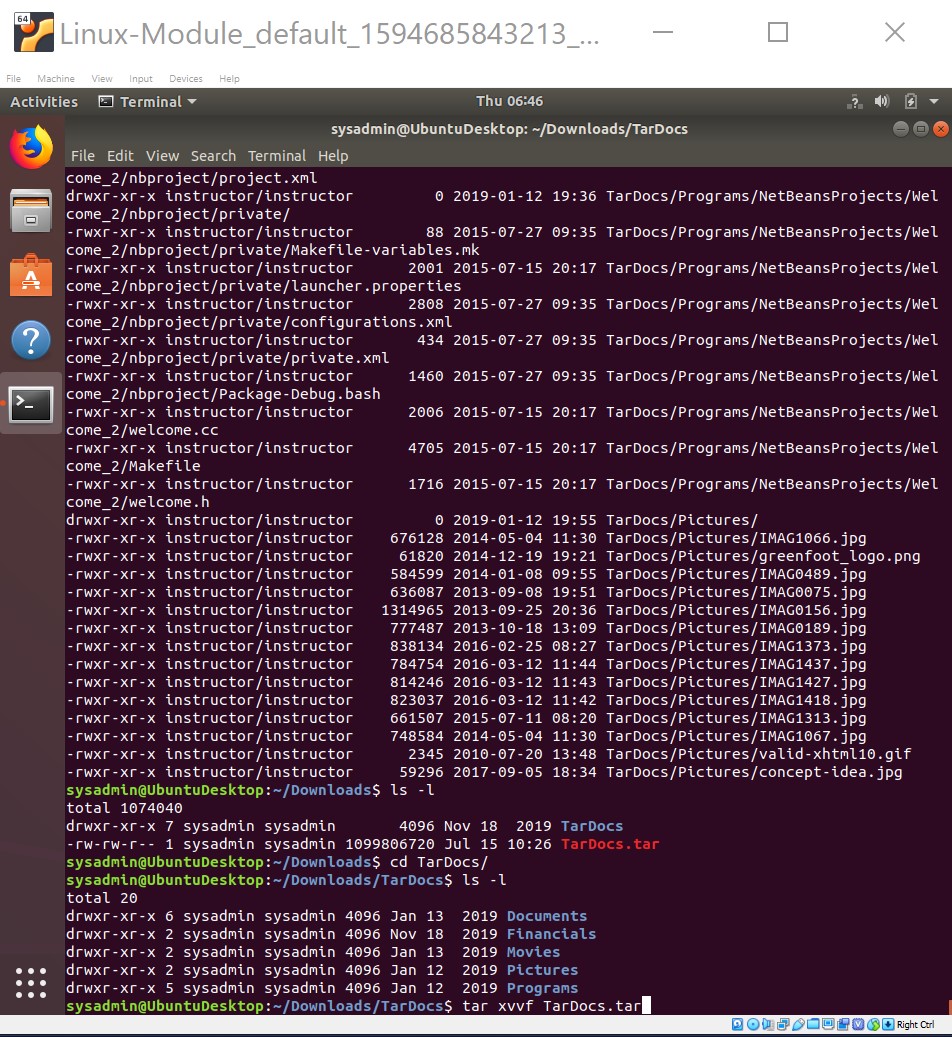 64
Linux-Module_default_1594685843213_...
File Machine View Input Devices Help
Activities Terminal Thu 06:46
sysadmin@UbuntuDesktop: ~/Downloads/TarDocs
File Edit View Search Terminal Help
come_2/nbproject/project.xml
drwxr-xr-x instructor/instructor 0 2019-01-12 19:36 TarDocs/Programs/NetBeansProjects/Wel
come_2/nbproject/private/
-rwxr-xr-x instructor/instructor 88 2015-07-27 09:35 TarDocs/Programs/NetBeansProjects/Wel
come_2/nbproject/private/Makefile-variables.mk
-rwxr-xr-x instructor/instructor 2001 2015-07-15 20:17 TarDocs/Programs/NetBeansProjects/Wel
come_2/nbproject/private/launcher.properties
-rwxr-xr-x instructor/instructor 2808 2015-07-27 09:35 TarDocs/Programs/NetBeansProjects/Wel
come_2/nbproject/private/configurations.xml
-rwxr-xr-x instructor/instructor 434 2015-07-27 09:35 TarDocs/Programs/NetBeansProjects/Wel
come_2/nbproject/private/private.xml
-rwxr-xr-x instructor/instructor 1460 2015-07-27 09:35 TarDocs/Programs/NetBeansProjects/Wel
come_2/nbproject/Package-Debug.bash
-rwxr-xr-x instructor/instructor 2006 2015-07-15 20:17 TarDocs/Programs/NetBeansProjects/Wel
come_2/welcome.cc
-rwxr-xr-x instructor/instructor 4705 2015-07-15 20:17 TarDocs/Programs/NetBeansProjects/Wel
come_2/Makefile
-rwxr-xr-x instructor/instructor 1716 2015-07-15 20:17 TarDocs/Programs/NetBeansProjects/Wel
come_2/welcome.h
drwxr-xr-x instructor/instructor 0 2019-01-12 19:55 TarDocs/Pictures/
-rwxr-xr-x instructor/instructor 676128 2014-05-04 11:30 TarDocs/Pictures/IMAG1066.jpg
-rwxr-xr-x instructor/instructor 61820 2014-12-19 19:21 TarDocs/Pictures/greenfoot_logo.png
-rwxr-xr-x instructor/instructor 584599 2014-01-08 09:55 TarDocs/Pictures/IMAG0489.jpg
-rwxr-xr-x instructor/instructor 636087 2013-09-08 19:51 TarDocs/Pictures/IMAG0075.jpg
-rwxr-xr-x instructor/instructor 1314965 2013-09-25 20:36 TarDocs/Pictures/IMAG0156.jpg
-rwxr-xr-x instructor/instructor 777487 2013-10-18 13:09 TarDocs/Pictures/IMAG0189.jpg
-rwxr-xr-x instructor/instructor 838134 2016-02-25 08:27 TarDocs/Pictures/IMAG1373.jpg
-rwxr-xr-x instructor/instructor 784754 2016-03-12 11:44 TarDocs/Pictures/IMAG1437.jpg
-rwxr-xr-x instructor/instructor 814246 2016-03-12 11:43 TarDocs/Pictures/IMAG1427.jpg
-rwxr-xr-x instructor/instructor 823037 2016-03-12 11:42 TarDocs/Pictures/IMAG1418.jpg
-rwxr-xr-x instructor/instructor 661507 2015-07-11 08:20 TarDocs/Pictures/IMAG1313.jpg
-rwxr-xr-x instructor/instructor 748584 2014-05-04 11:30 TarDocs/Pictures/IMAG1067.jpg
-rwxr-xr-x instructor/instructor 2345 2010-07-20 13:48 TarDocs/Pictures/valid-xhtml10.gif
-rwxr-xr-x instructor/instructor 59296 2017-09-05 18:34 TarDocs/Pictures/concept-idea.jpg
sysadmin@UbuntuDesktop:~/Downloads$ ls -l
total 1074040
drwxr-xr-x 7 sysadmin sysadmin 4096 Nov 18 2019 TarDocs
-rw-rw-r-- 1 sysadmin sysadmin 1099806720 Jul 15 10:26 TarDocs.tar
sysadmin@UbuntuDesktop:~/Downloads$ cd TarDocs/
sysadmin@UbuntuDesktop:~/Downloads/TarDocs$ ls -l
total 20
drwxr-xr-x 6 sysadmin sysadmin 4096 Jan 13 2019 Documents
drwxr-xr-x 2 sysadmin sysadmin 4096 Nov 18 2019 Financials
drwxr-xr-x 2 sysadmin sysadmin 4096 Jan 13 2019 Movies
drwxr-xr-x 2 sysadmin sysadmin 4096 Jan 12 2019 Pictures
drwxr-xr-x 5 sysadmin sysadmin 4096 Jan 12 2019 Programs
sysadmin@UbuntuDesktop:~/Downloads/TarDocs$ tar xvvf TarDocs.tar
Right Ctrl